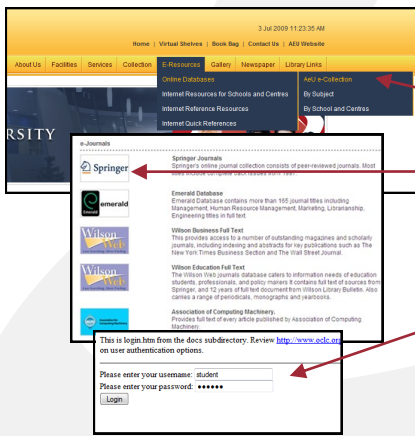 3 Jul 2009 11:23:35 AM
Home | Virtual Shelves | Book Bag | Contact Us | AEU Website
About Us Facilities Services Collection E-Resources Gallery Newspaper Library Links
Online Databases
AeU e-Collection
Internet Resources for Schools and Centres
By Subject
Internet Reference Resources
By School and Centres
Internet Quick References
RSITY
e-Journals
Springer
Springer Journals
Springer's online journal collection consists of peer-reviewed journals. Most
emerald
Emerald
Emerald Database
Emerald Database contains more than 165 journal titles including
Management, Human Resource Management, Marketing, Librarianship,
Engineering titles in full text.
Wilson
Web
Wilson Business Full Text
This provides access to a number of outstanding magazines and scholarly
journals, including indexing and abstracts for key publications such as The
New York Times Business Section and The Wall Street Journal.
Wilson
Web
Wilson Education Full Text
The Wilson Web Journals database caters to information needs of education
students, professionals, and policy makers It contains full text of sources from
Springer, and 12 years of full text document from Wilson Library Bulletin. Also
carries a range of periodicals, monographs and yearbooks.
Association of Computing Machinery.
Provides full text of every article published by Association of Computing
Machinery.
This is login.htm from the docs subdirectory. Review http://www.oclc.org
on user authentication options.
Please enter your username: student
Please enter your password: ••••••
Login